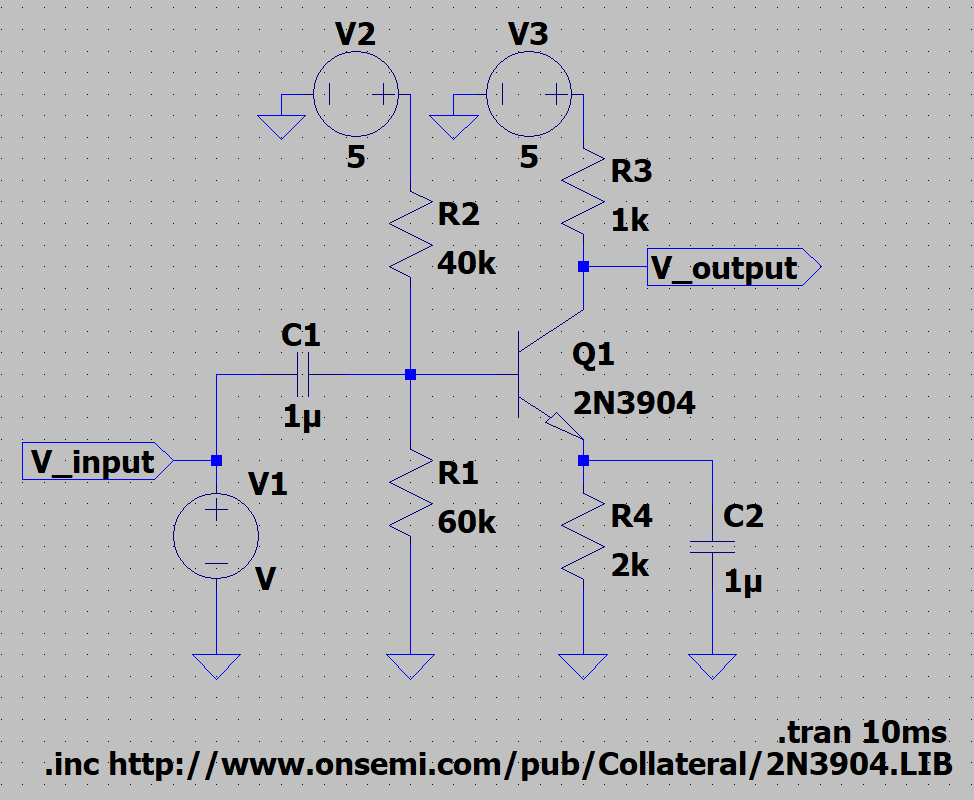 V2
V3
5
5
R3
R2
1k
40k
V_output
C1
Q1
1µ
2N3904
V_input
R1
V1
60k
R4
C2
V
2k
1µ
.tran 10ms
.inc http://www.onsemi.com/pub/Collateral/2N3904.LIB